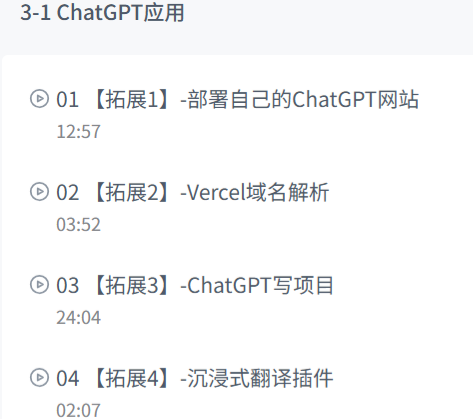 3-1 ChatGPT应用
01 【拓展1】-部署自己的ChatGPT网站
12:57
02 【拓展2】-Vercel域名解析
03:52
03 【拓展3】-ChatGPT写项目
24:04
04 【拓展4】-沉浸式翻译插件
02:07